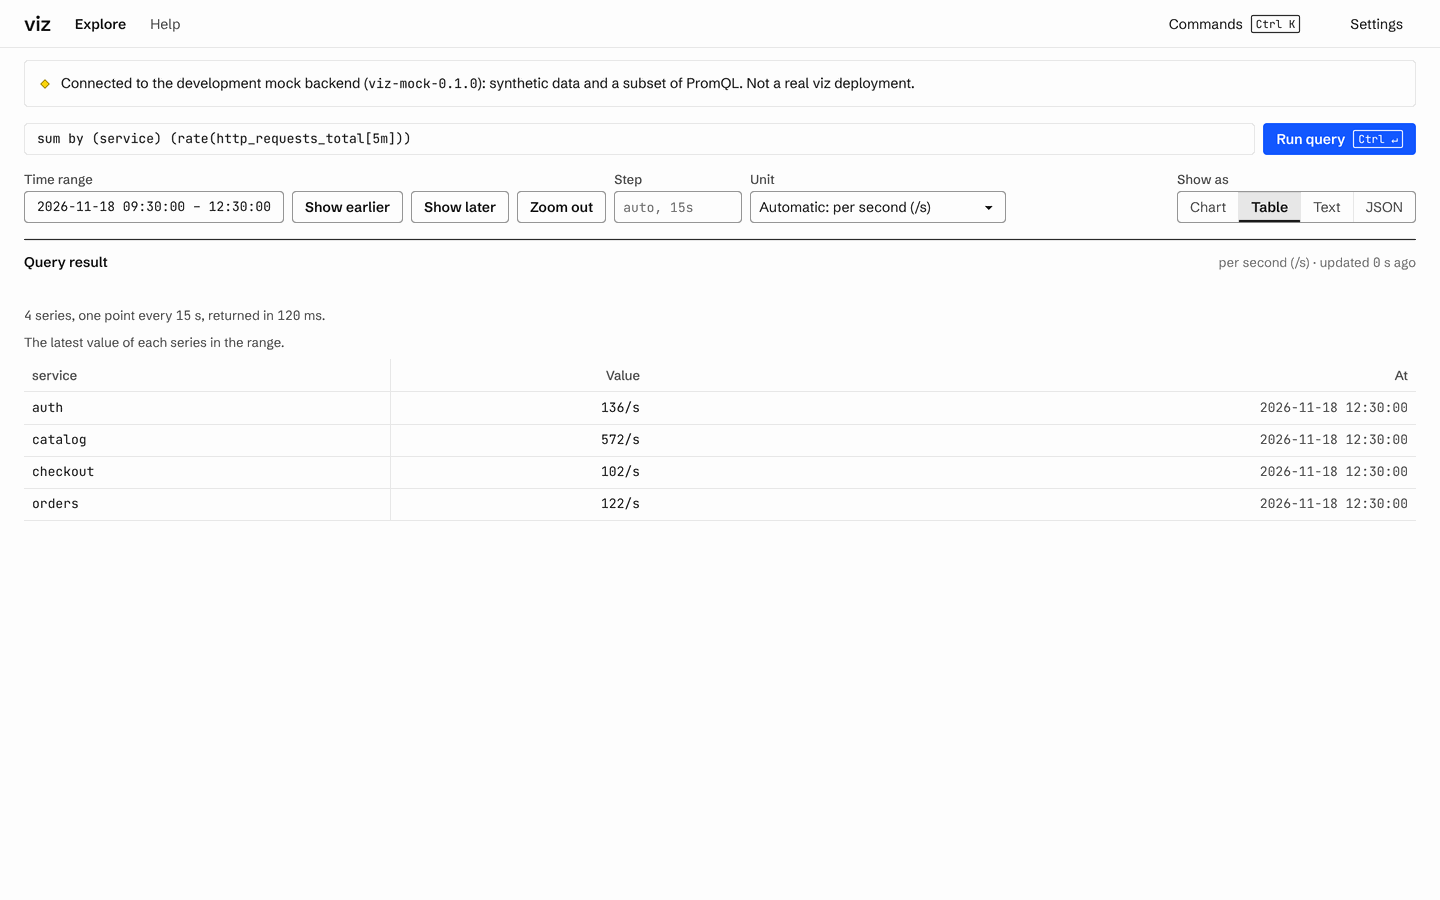 viz Explore Help Commands Ctrl K Settings
Connected to the development mock backend (viz-mock-0.1.0): synthetic data and a subset of PromQL. Not a real viz deployment.
sum by (service) (rate(http_requests_total[5m])) Run query Ctrl ↵
Time range Step Unit Show as
2026-11-18 09:30:00 – 12:30:00 Show earlier Show later Zoom out auto, 15s Automatic: per second (/s) Chart Table Text JSON
Query result per second (/s) · updated 0 s ago
4 series, one point every 15 s, returned in 120 ms.
The latest value of each series in the range.
service Value At
auth 136/s 2026-11-18 12:30:00
catalog 572/s 2026-11-18 12:30:00
checkout 102/s 2026-11-18 12:30:00
orders 122/s 2026-11-18 12:30:00